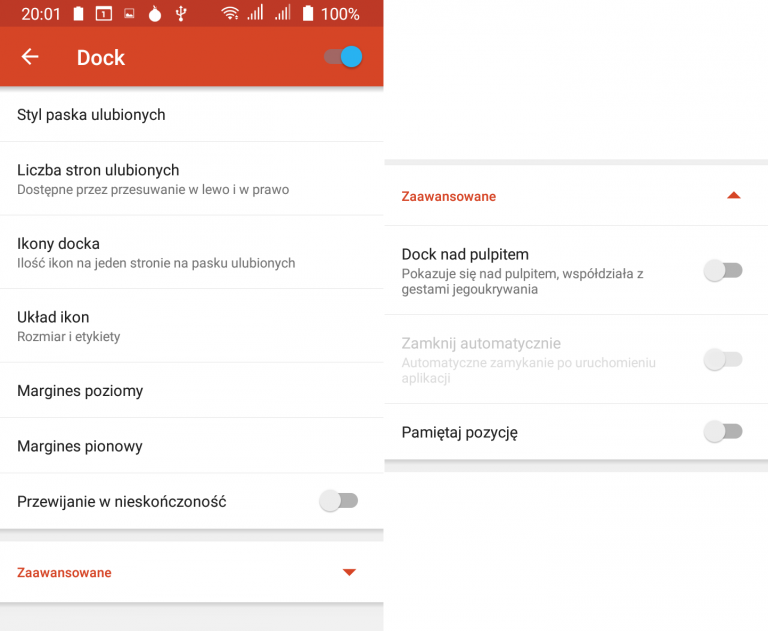 20:01
1
100%
Dock
Styl paska ulubionych
Liczba stron ulubionych
Dostępne przez przesuwanie w lewo i w prawo
Ikony docka
Ilość ikon na jeden stronie na pasku ulubionych
Układ ikon
Rozmiar i etykiety
Margines poziomy
Margines pionowy
Przewijanie w nieskończoność
Zaawansowane
Zaawansowane
Dock nad pulpitem
Pokazuje się nad pulpitem, współdziała z
gestami jegoukrywania
Zamknij automatycznie
Automatyczne zamykanie po uruchomieniu
aplikacji
Pamiętaj pozycję